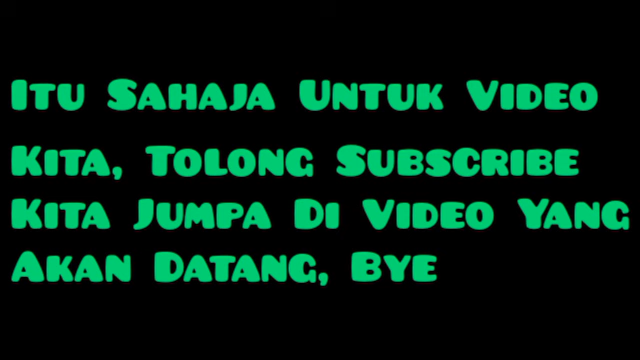 Itu Sahaja Untuk Video
Kita, Tolong Subscribe
Kita Jumpa Di Video Yang
Akan Datang, Bye